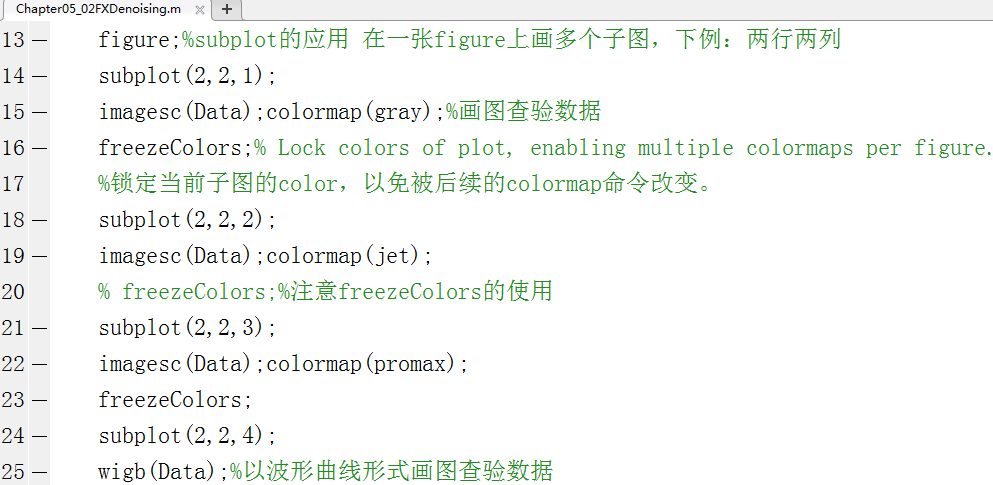 Chapter05_02FXDenoising.m × +
13 — figure;%subplot的应用 在一张figure上画多个子图，下例：两行两列
14 — subplot(2,2,1);
15 — imagesc(Data);colormap(gray);%画图查验数据
16 — freezeColors;% Lock colors of plot, enabling multiple colormaps per figure.
17 %锁定当前子图的color，以免被后续的colormap命令改变。
18 — subplot(2,2,2);
19 — imagesc(Data);colormap(jet);
20 % freezeColors;%注意freezeColors的使用
21 — subplot(2,2,3);
22 — imagesc(Data);colormap(promax);
23 — freezeColors;
24 — subplot(2,2,4);
25 — wigb(Data);%以波形曲线形式画图查验数据